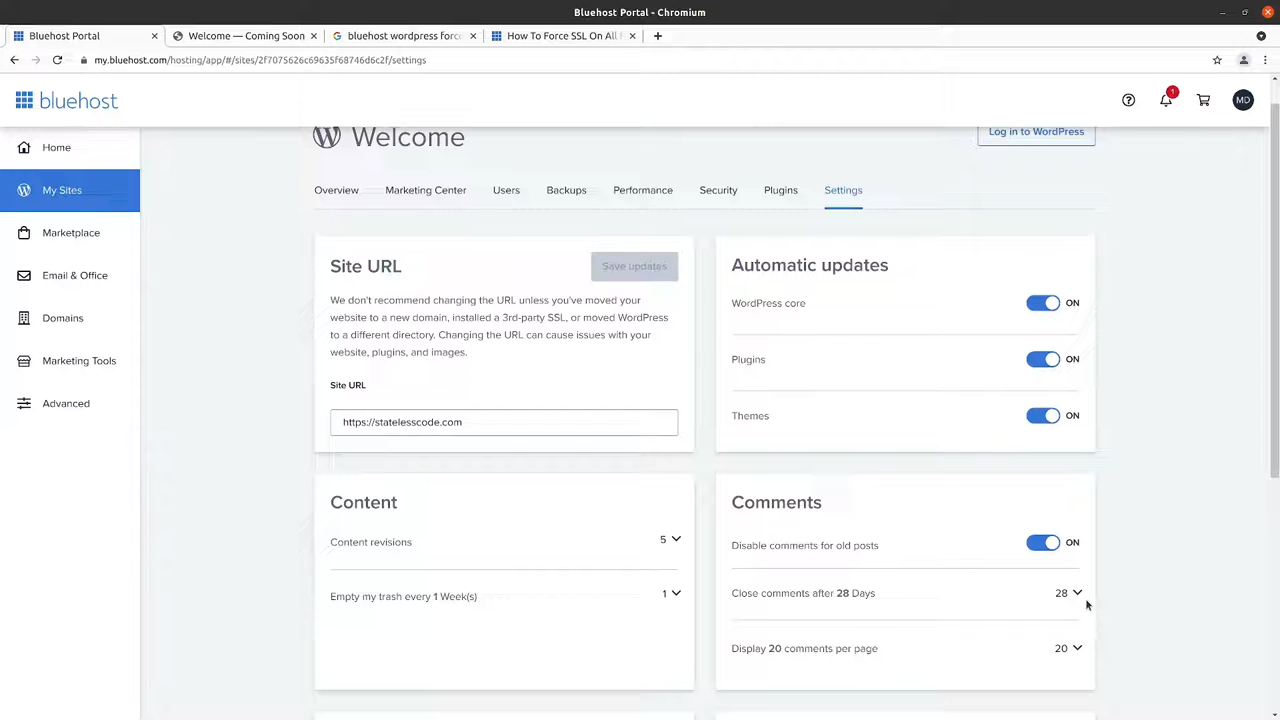 Bluehost Portal - Chromium
Bluehost Portal
Welcome — Coming Soon
bluehost wordpress forc
How To Force SSL On All
my.bluehost.com/hosting/app/#/sites/2f7075626c69635f68746d6c2f/settings
bluehost
1
MD
Home
My Sites
Marketplace
Email & Office
Domains
Marketing Tools
Advanced
Welcome
Log in to WordPress
Overview
Marketing Center
Users
Backups
Performance
Security
Plugins
Settings
Site URL
Save updates
We don't recommend changing the URL unless you've moved your
website to a new domain, installed a 3rd-party SSL, or moved WordPress
to a different directory. Changing the URL can cause issues with your
website, plugins, and images.
Site URL
https://statelesscode.com
Automatic updates
WordPress core ON
Plugins ON
Themes ON
Content
Content revisions 5
Empty my trash every 1 Week(s) 1
Comments
Disable comments for old posts ON
Close comments after 28 Days 28
Display 20 comments per page 20